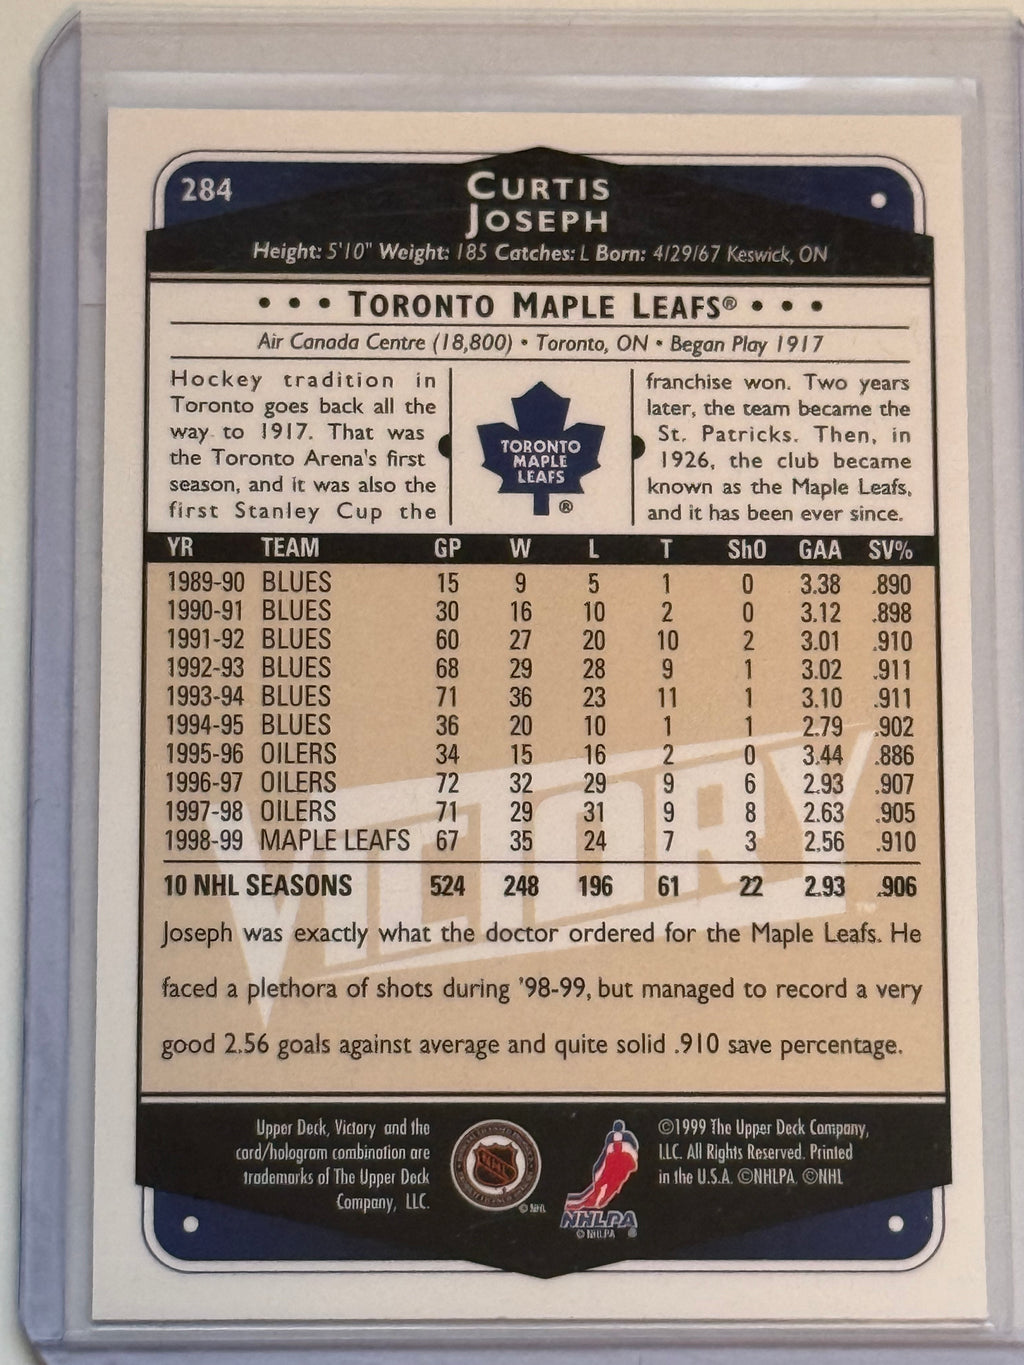 284
CURTIS
JOSEPH
Height: 5'10" Weight: 185 Catches: L Born: 4/29/67 Keswick, ON
• • • TORONTO MAPLE LEAFS® • • •
Air Canada Centre (18,800) • Toronto, ON • Began Play 1917
Hockey tradition in
Toronto goes back all the
way to 1917. That was
the Toronto Arena's first
season, and it was also the
first Stanley Cup the
TORONTO
MAPLE
LEAFS
®
franchise won. Two years
later, the team became the
St. Patricks. Then, in
1926, the club became
known as the Maple Leafs,
and it has been ever since.
YR TEAM GP W L T ShO GAA SV%
1989-90 BLUES 15 9 5 1 0 3.38 .890
1990-91 BLUES 30 16 10 2 0 3.12 .898
1991-92 BLUES 60 27 20 10 2 3.01 .910
1992-93 BLUES 68 29 28 9 1 3.02 .911
1993-94 BLUES 71 36 23 11 1 3.10 .911
1994-95 BLUES 36 20 10 1 1 2.79 .902
1995-96 OILERS 34 15 16 2 0 3.44 .886
1996-97 OILERS 72 32 29 9 6 2.93 .907
1997-98 OILERS 71 29 31 9 8 2.63 .905
1998-99 MAPLE LEAFS 67 35 24 7 3 2.56 .910
10 NHL SEASONS 524 248 196 61 22 2.93 .906
VICTORY™
Joseph was exactly what the doctor ordered for the Maple Leafs. He
faced a plethora of shots during '98-99, but managed to record a very
good 2.56 goals against average and quite solid .910 save percentage.
Upper Deck, Victory and the
card/hologram combination are
trademarks of The Upper Deck
Company, LLC.
NHL
© NHL
NHLPA
© NHLPA ®
©1999 The Upper Deck Company,
LLC. All Rights Reserved. Printed
in the U.S.A. ©NHLPA ©NHL